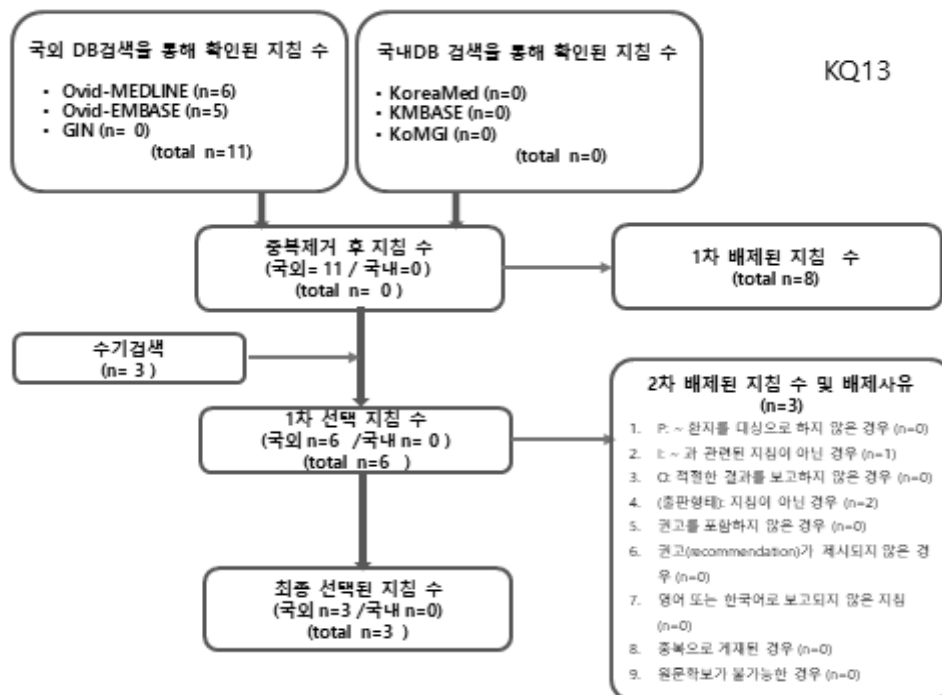 국외 DB검색을 통해 확인된 지침 수
• Ovid-MEDLINE (n=6)
• Ovid-EMBASE (n=5)
• GIN (n= 0)
(total n=11)
국내DB 검색을 통해 확인된 지침 수
• KoreaMed (n=0)
• KMBASE (n=0)
• KoMGI (n=0)
(total n=0)
KQ13
중복제거 후 지침 수
(국외= 11 / 국내=0)
(total n= 0 )
1차 배제된 지침 수
(total n=8)
수기검색
(n= 3 )
1차 선택 지침 수
(국외 n=6 /국내 n= 0 )
total n=6 )
2차 배제된 지침 수 및 배제사유
(n=3)
1. P: ~ 환자를 대상으로 하지 않은 경우 (n=0)
2. I: ~ 과 관련된 지침이 아닌 경우 (n=1)
3. O: 적절한 결과를 보고하지 않은 경우 (n=0)
4. (출판형태): 지침이 아닌 경우 (n=2)
5. 권고를 포함하지 않은 경우 (n=0)
6. 권고(recommendation)가 제시되지 않은 경
우 (n=0)
7. 영어 또는 한국어로 보고되지 않은 지침
(n=0)
8. 중복으로 게재된 경우 (n=0)
9. 원문확보가 불가능한 경우 (n=0)
최종 선택된 지침 수
(국외 n=3 /국내 n=0)
(total n=3 )